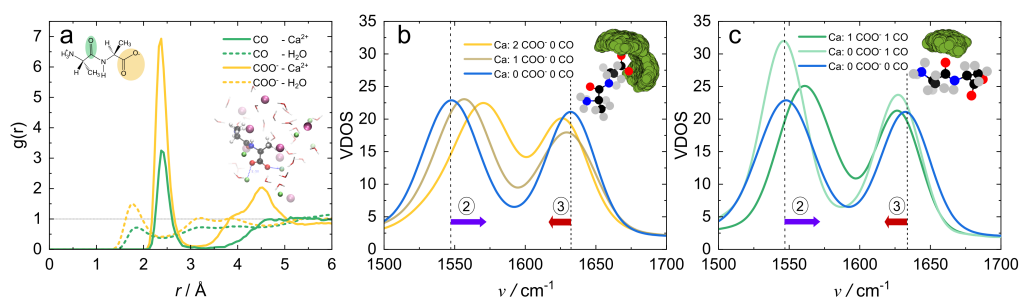 a
H₃N
O
CH₃
N
H
CH₃
O
O
CO - Ca²⁺
CO - H₂O
COO⁻ - Ca²⁺
COO⁻ - H₂O
g(r)
7
6
5
4
3
2
1
0
0 1 2 3 4 5 6
r / Å
b
Ca: 2 COO⁻ 0 CO
Ca: 1 COO⁻ 0 CO
Ca: 0 COO⁻ 0 CO
VDOS
35
30
25
20
15
10
5
0
② ③
1500 1550 1600 1650 1700
ν / cm⁻¹
c
Ca: 1 COO⁻ 1 CO
Ca: 0 COO⁻ 1 CO
Ca: 0 COO⁻ 0 CO
VDOS
35
30
25
20
15
10
5
0
② ③
1500 1550 1600 1650 1700
ν / cm⁻¹